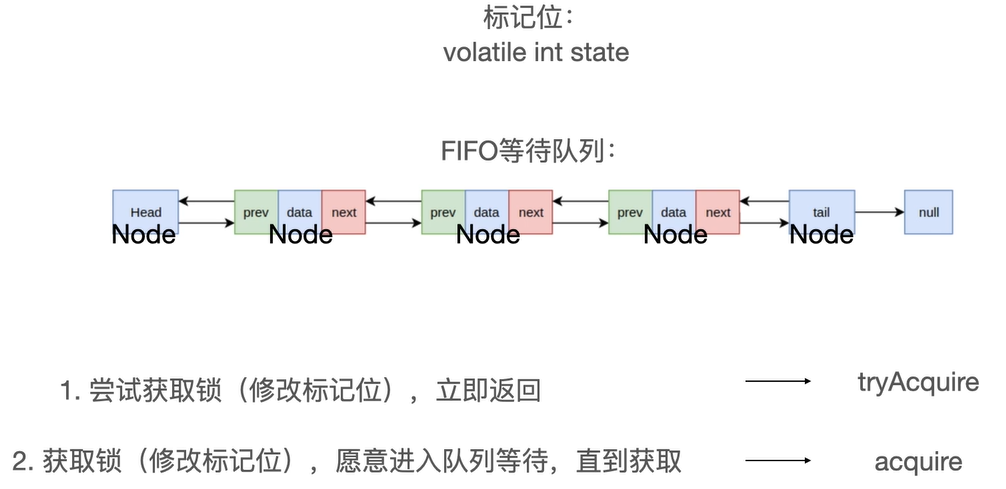 标记位：
volatile int state
FIFO等待队列：
Head prev data next prev data next prev data next tail null
Node Node Node Node Node
1. 尝试获取锁（修改标记位），立即返回 tryAcquire
2. 获取锁（修改标记位），愿意进入队列等待，直到获取 acquire